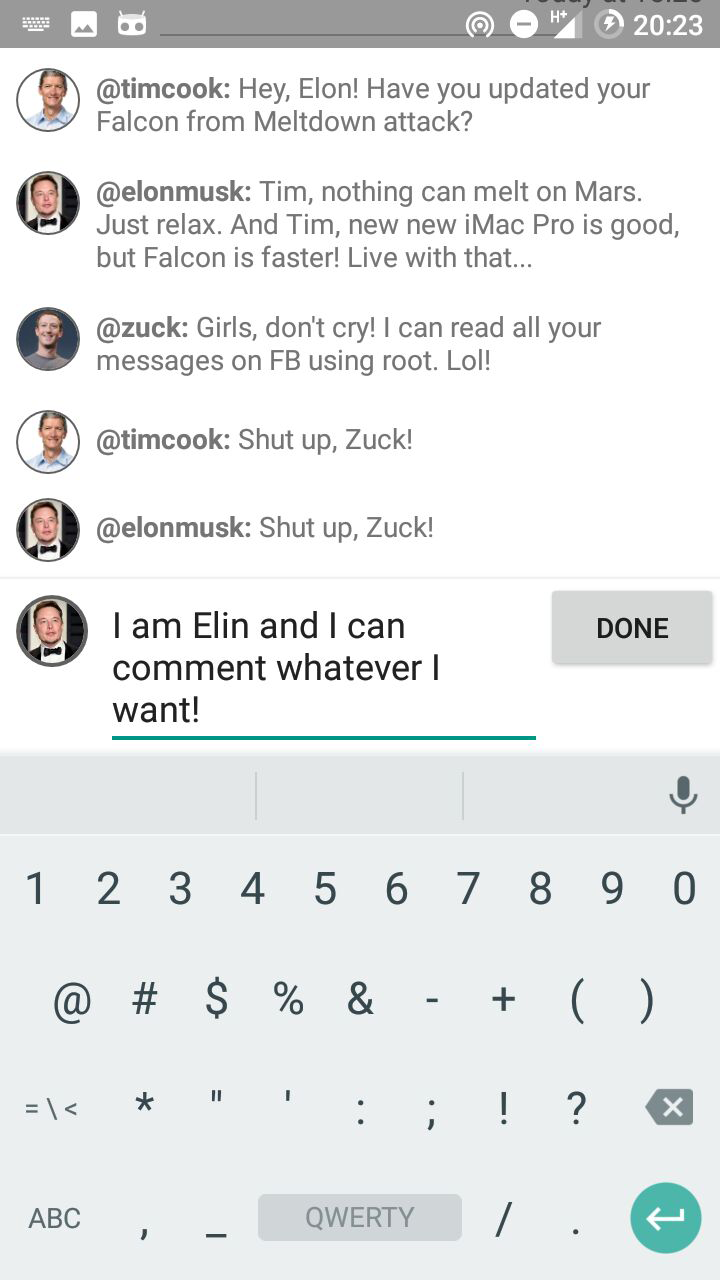 20:23
@timcook: Hey, Elon! Have you updated your
Falcon from Meltdown attack?
@elonmusk: Tim, nothing can melt on Mars.
Just relax. And Tim, new new iMac Pro is good,
but Falcon is faster! Live with that...
@zuck: Girls, don't cry! I can read all your
messages on FB using root. Lol!
@timcook: Shut up, Zuck!
@elonmusk: Shut up, Zuck!
I am Elin and I can
comment whatever I
want!
DONE
1 2 3 4 5 6 7 8 9 0
@ # $ % & - + ( )
= \ < * " ' : ; ! ?
ABC , _ QWERTY / .